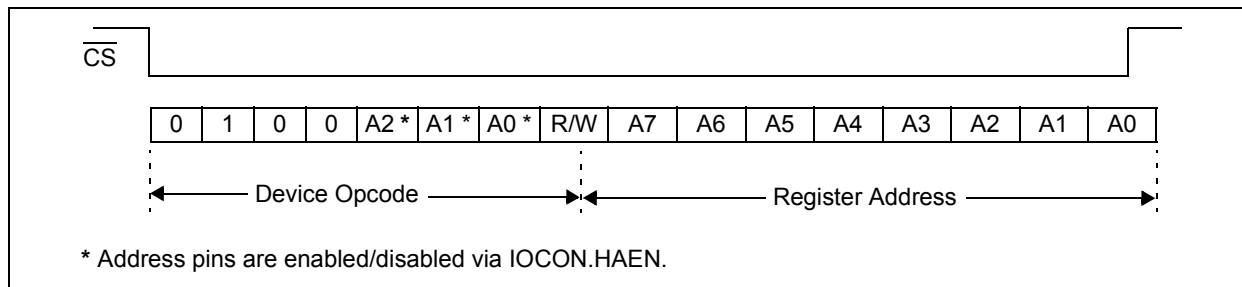 CS
0 1 0 0 A2 * A1 * A0 * R/W A7 A6 A5 A4 A3 A2 A1 A0
Device Opcode Register Address
* Address pins are enabled/disabled via IOCON.HAEN.